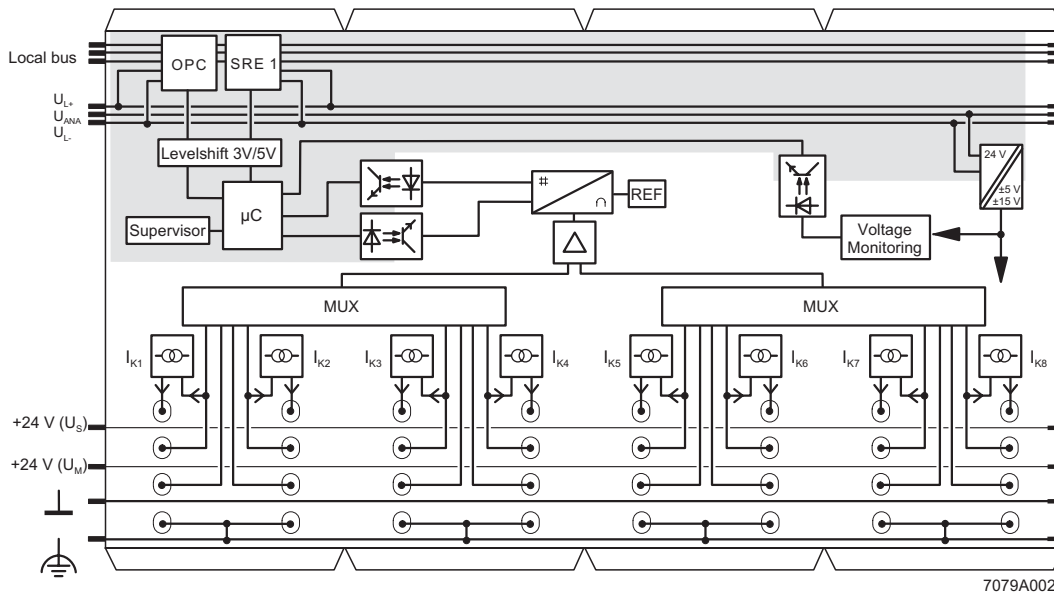 Local bus
OPC
SRE 1
U_L+
U_ANA
U_L-
Levelshift 3V/5V
24 V
±5 V
±15 V
#
∩
REF
µC
Supervisor
Voltage
Monitoring
MUX
MUX
I_K1
I_K2
I_K3
I_K4
I_K5
I_K6
I_K7
I_K8
+24 V (U_S)
+24 V (U_M)
7079A002